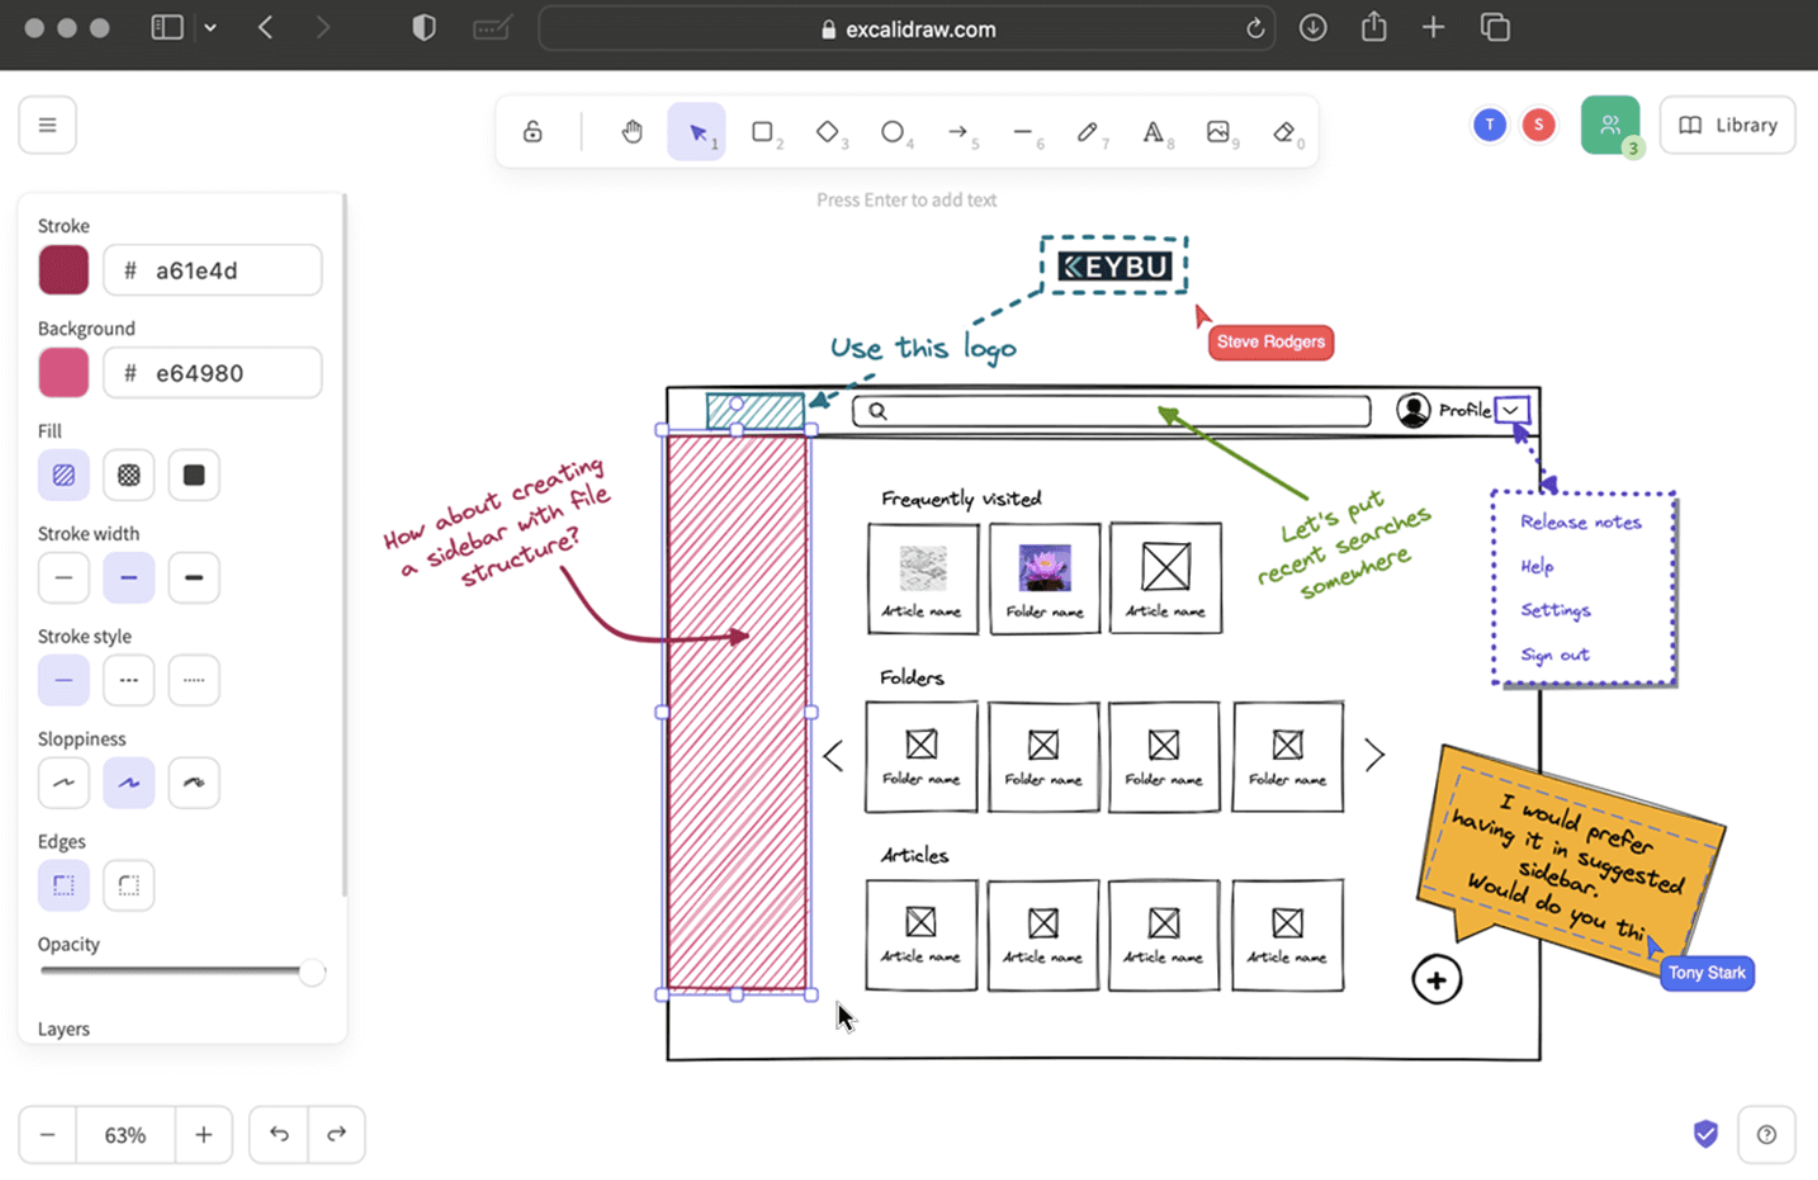 excalidraw.com
1
2
3
4
5
6
7
8
9
0
T
S
3
Library
Press Enter to add text
Stroke
# a61e4d
Background
# e64980
Fill
Stroke width
Stroke style
Sloppiness
Edges
Opacity
Layers
KEYBU
Steve Rodgers
Use this logo
Profile
How about creating
a sidebar with file
structure?
Frequently visited
Article name
Folder name
Article name
Let's put
recent searches
somewhere
Release notes
Help
Settings
Sign out
Folders
Folder name
Folder name
Folder name
Folder name
I would prefer
having it in suggested
sidebar.
Would do you thi
Tony Stark
Articles
Article name
Article name
Article name
Article name
63%